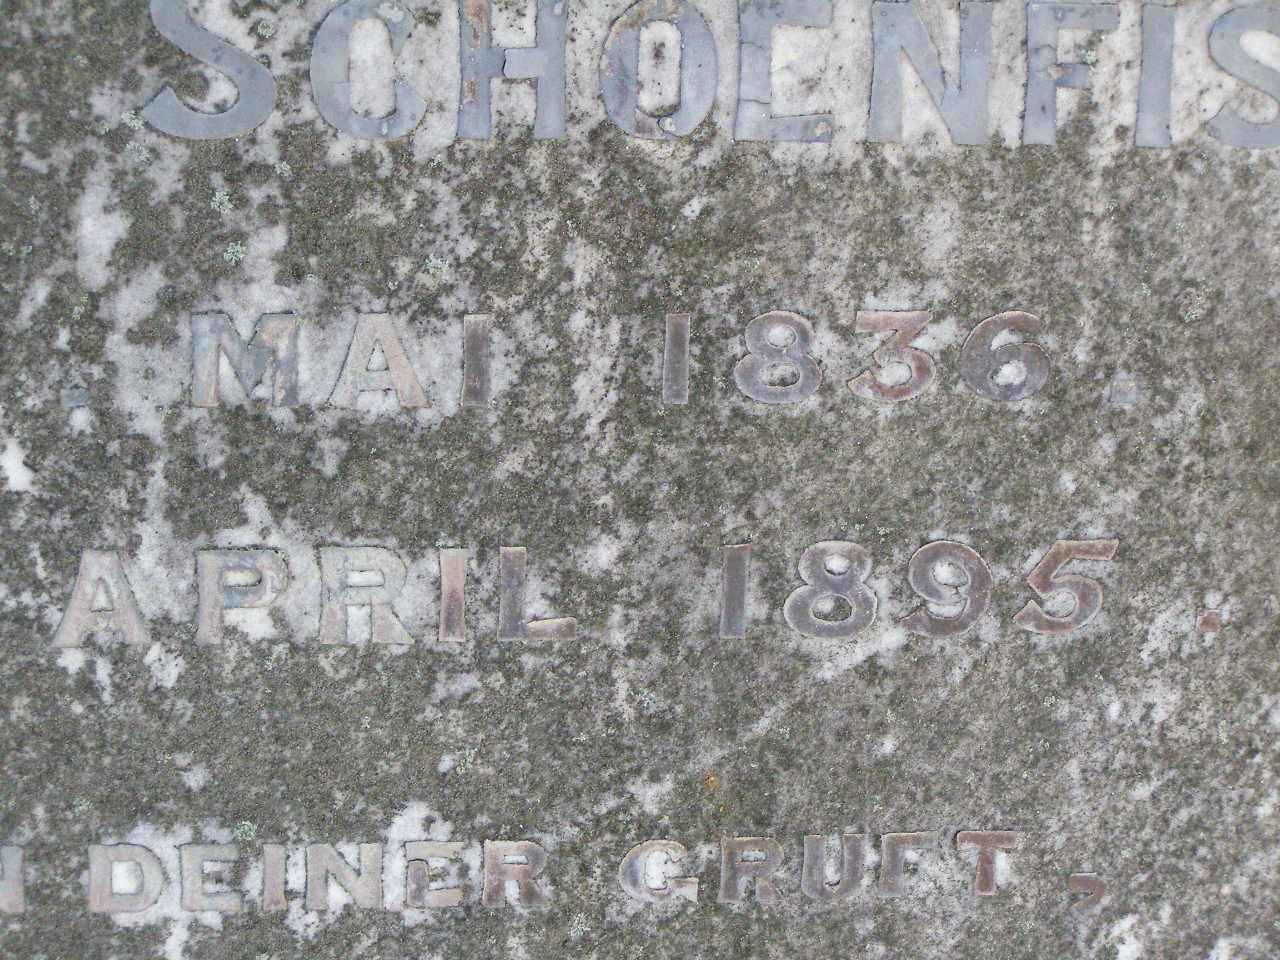 SCHOENFIS
. MAI 1836.
APRIL 1895.
N DEINER GRUFT,